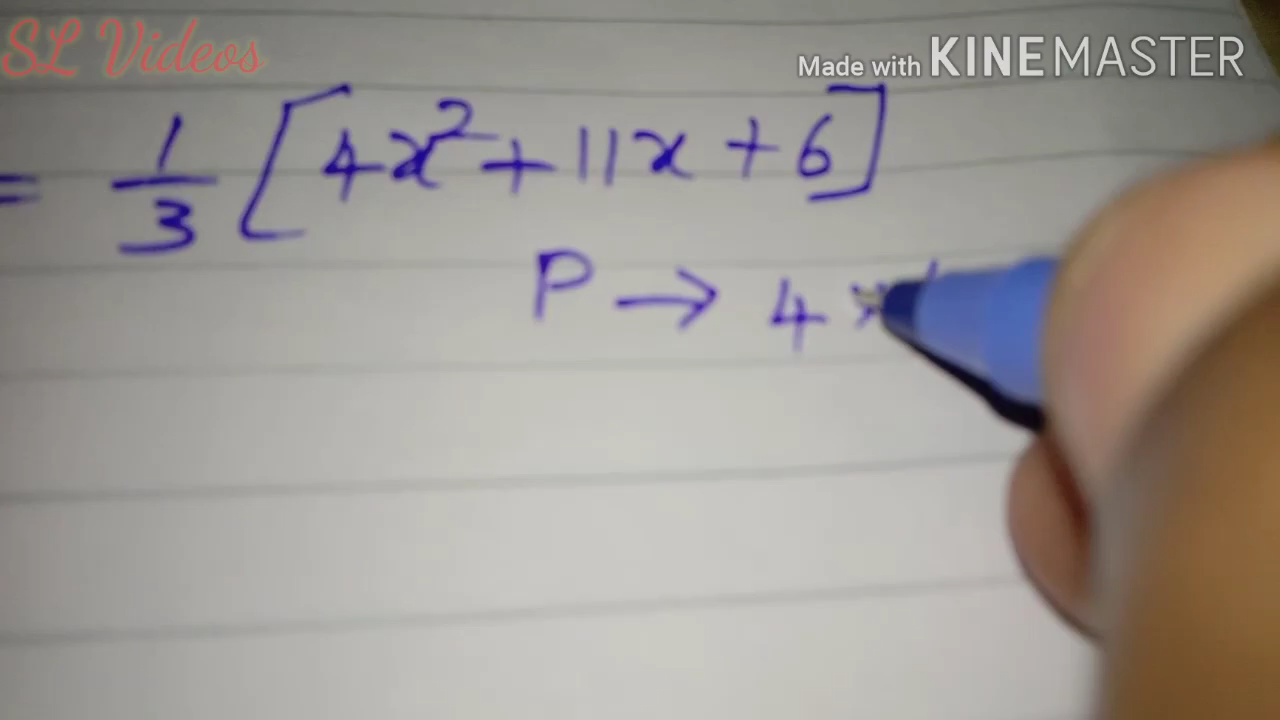 SL Videos
Made with KINEMASTER
= 1/3 [4x² + 11x + 6]
P → 4 ×